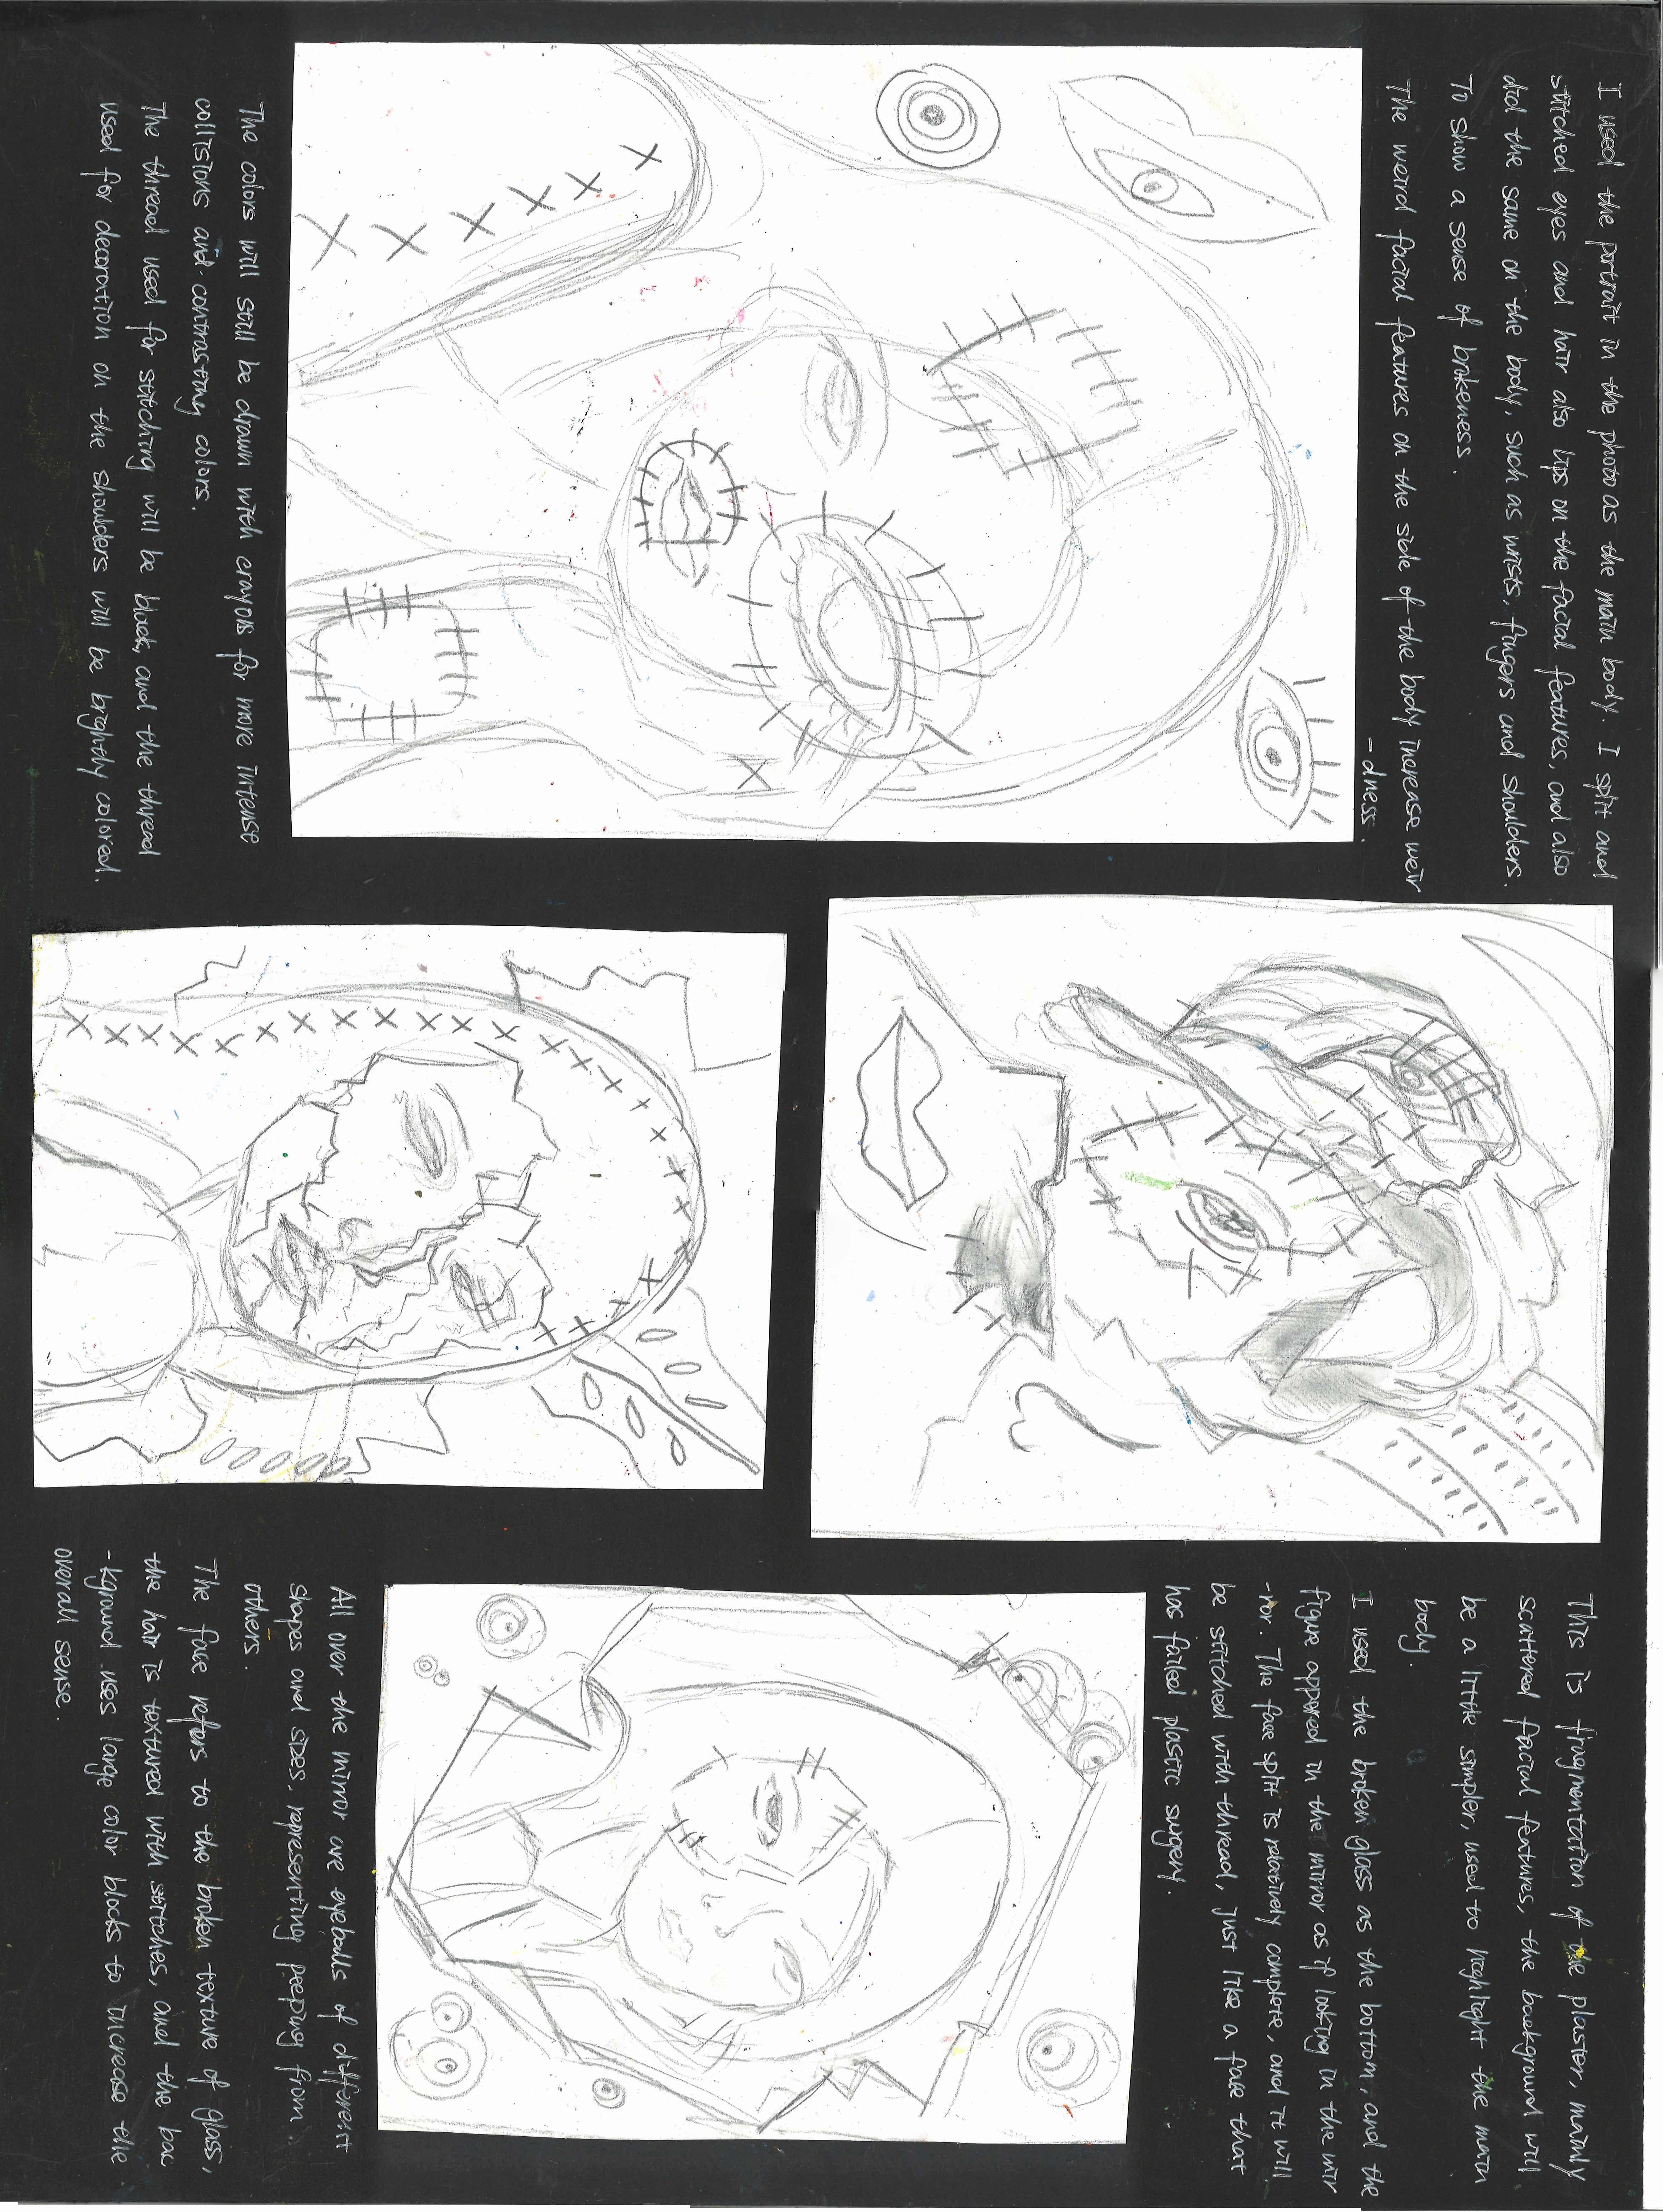 I used the portrait in the photo as the main body. I split and
stitched eyes and hair also lips on the facial features, and also
did the same on the body, such as wrists, fingers and shoulders.
To show a sense of brokeness.
The weird facial features on the side of the body increase weir
-dness.
The colors will still be drawn with crayons for more intense
collistons and contrasting colors.
The thread used for stitching will be black, and the thread
used for decoration on the shoulders will be brightly colored.
This is fragmentation of the plaster, mainly
scattered facial features, the background will
be a little simpler, used to highlight the main
body.
I used the broken glass as the bottom, and the
figure appered in the mirror as if looking in the mir
-ror. The face split is relatively complete, and it will
be stitched with thread, just like a face that
has failed plastic sugery.
All over the mirror are eyeballs of different
shapes and sizes, representing peeping from
others.
The face refers to the broken texture of glass,
the hair is textured with stitches, and the bac
-kground uses large color blocks to increase the
overall sense.